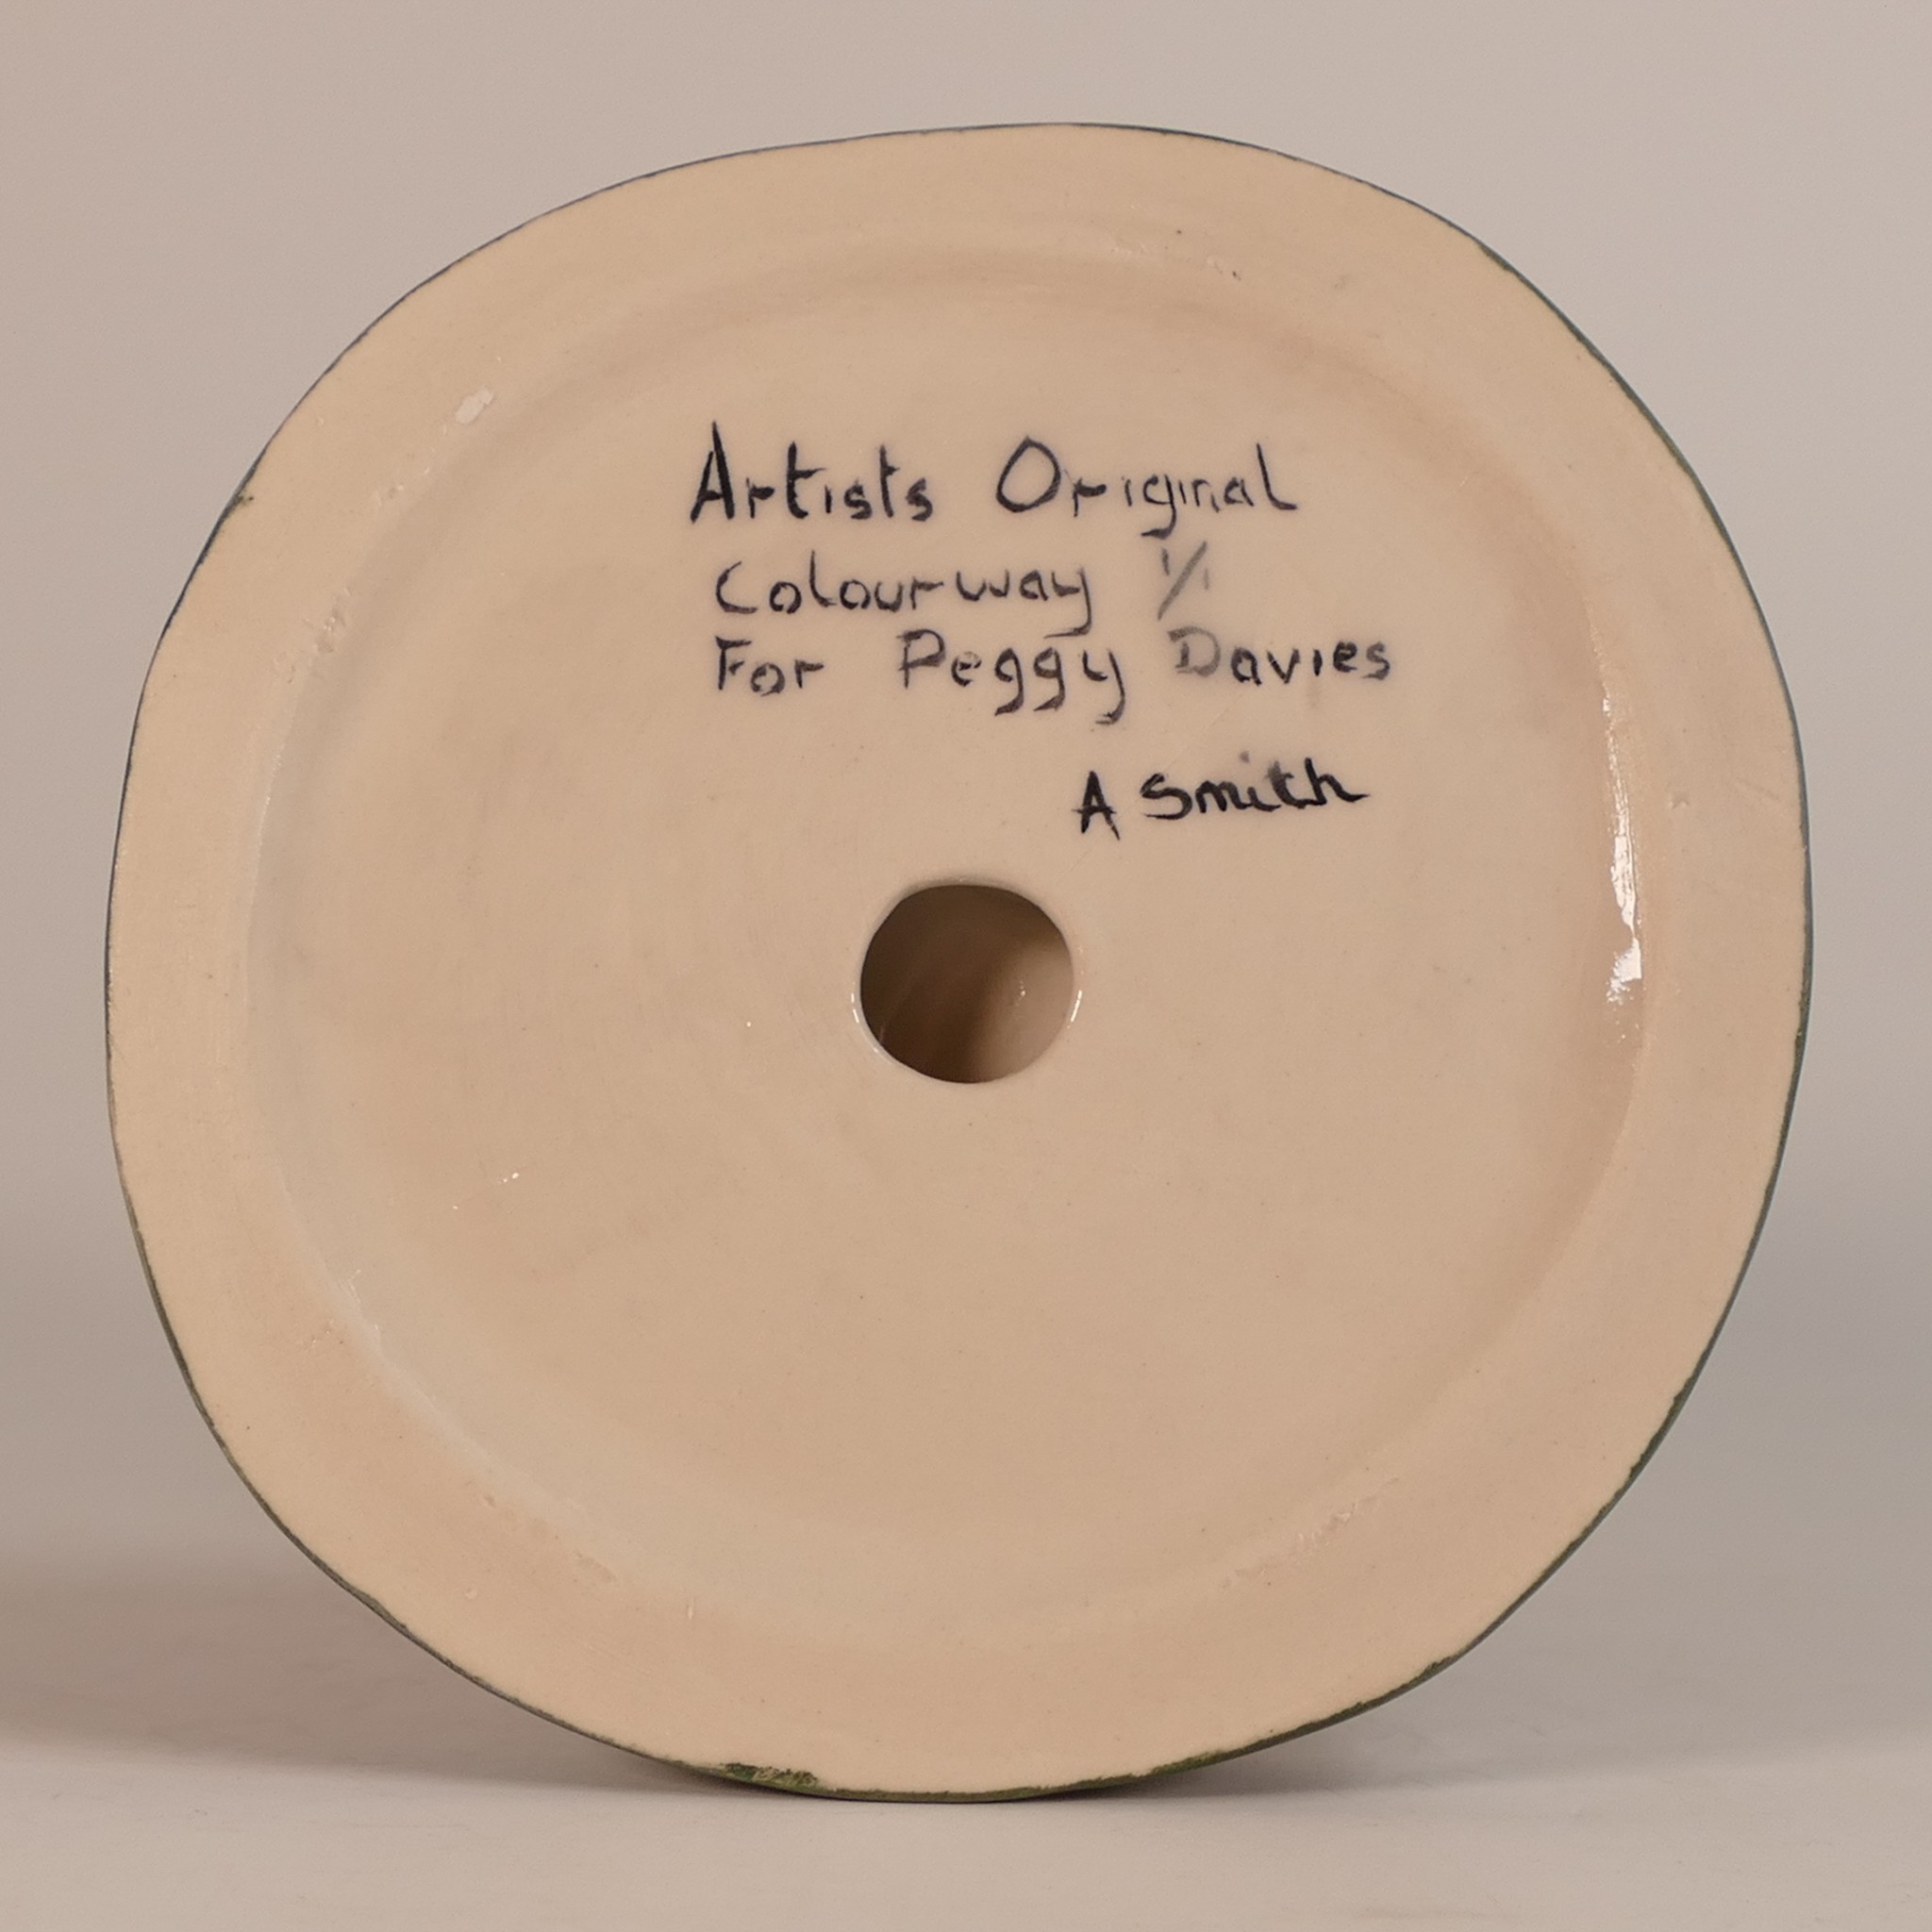 Artists Original
Colourway 1/1
For Peggy Davies
A Smith